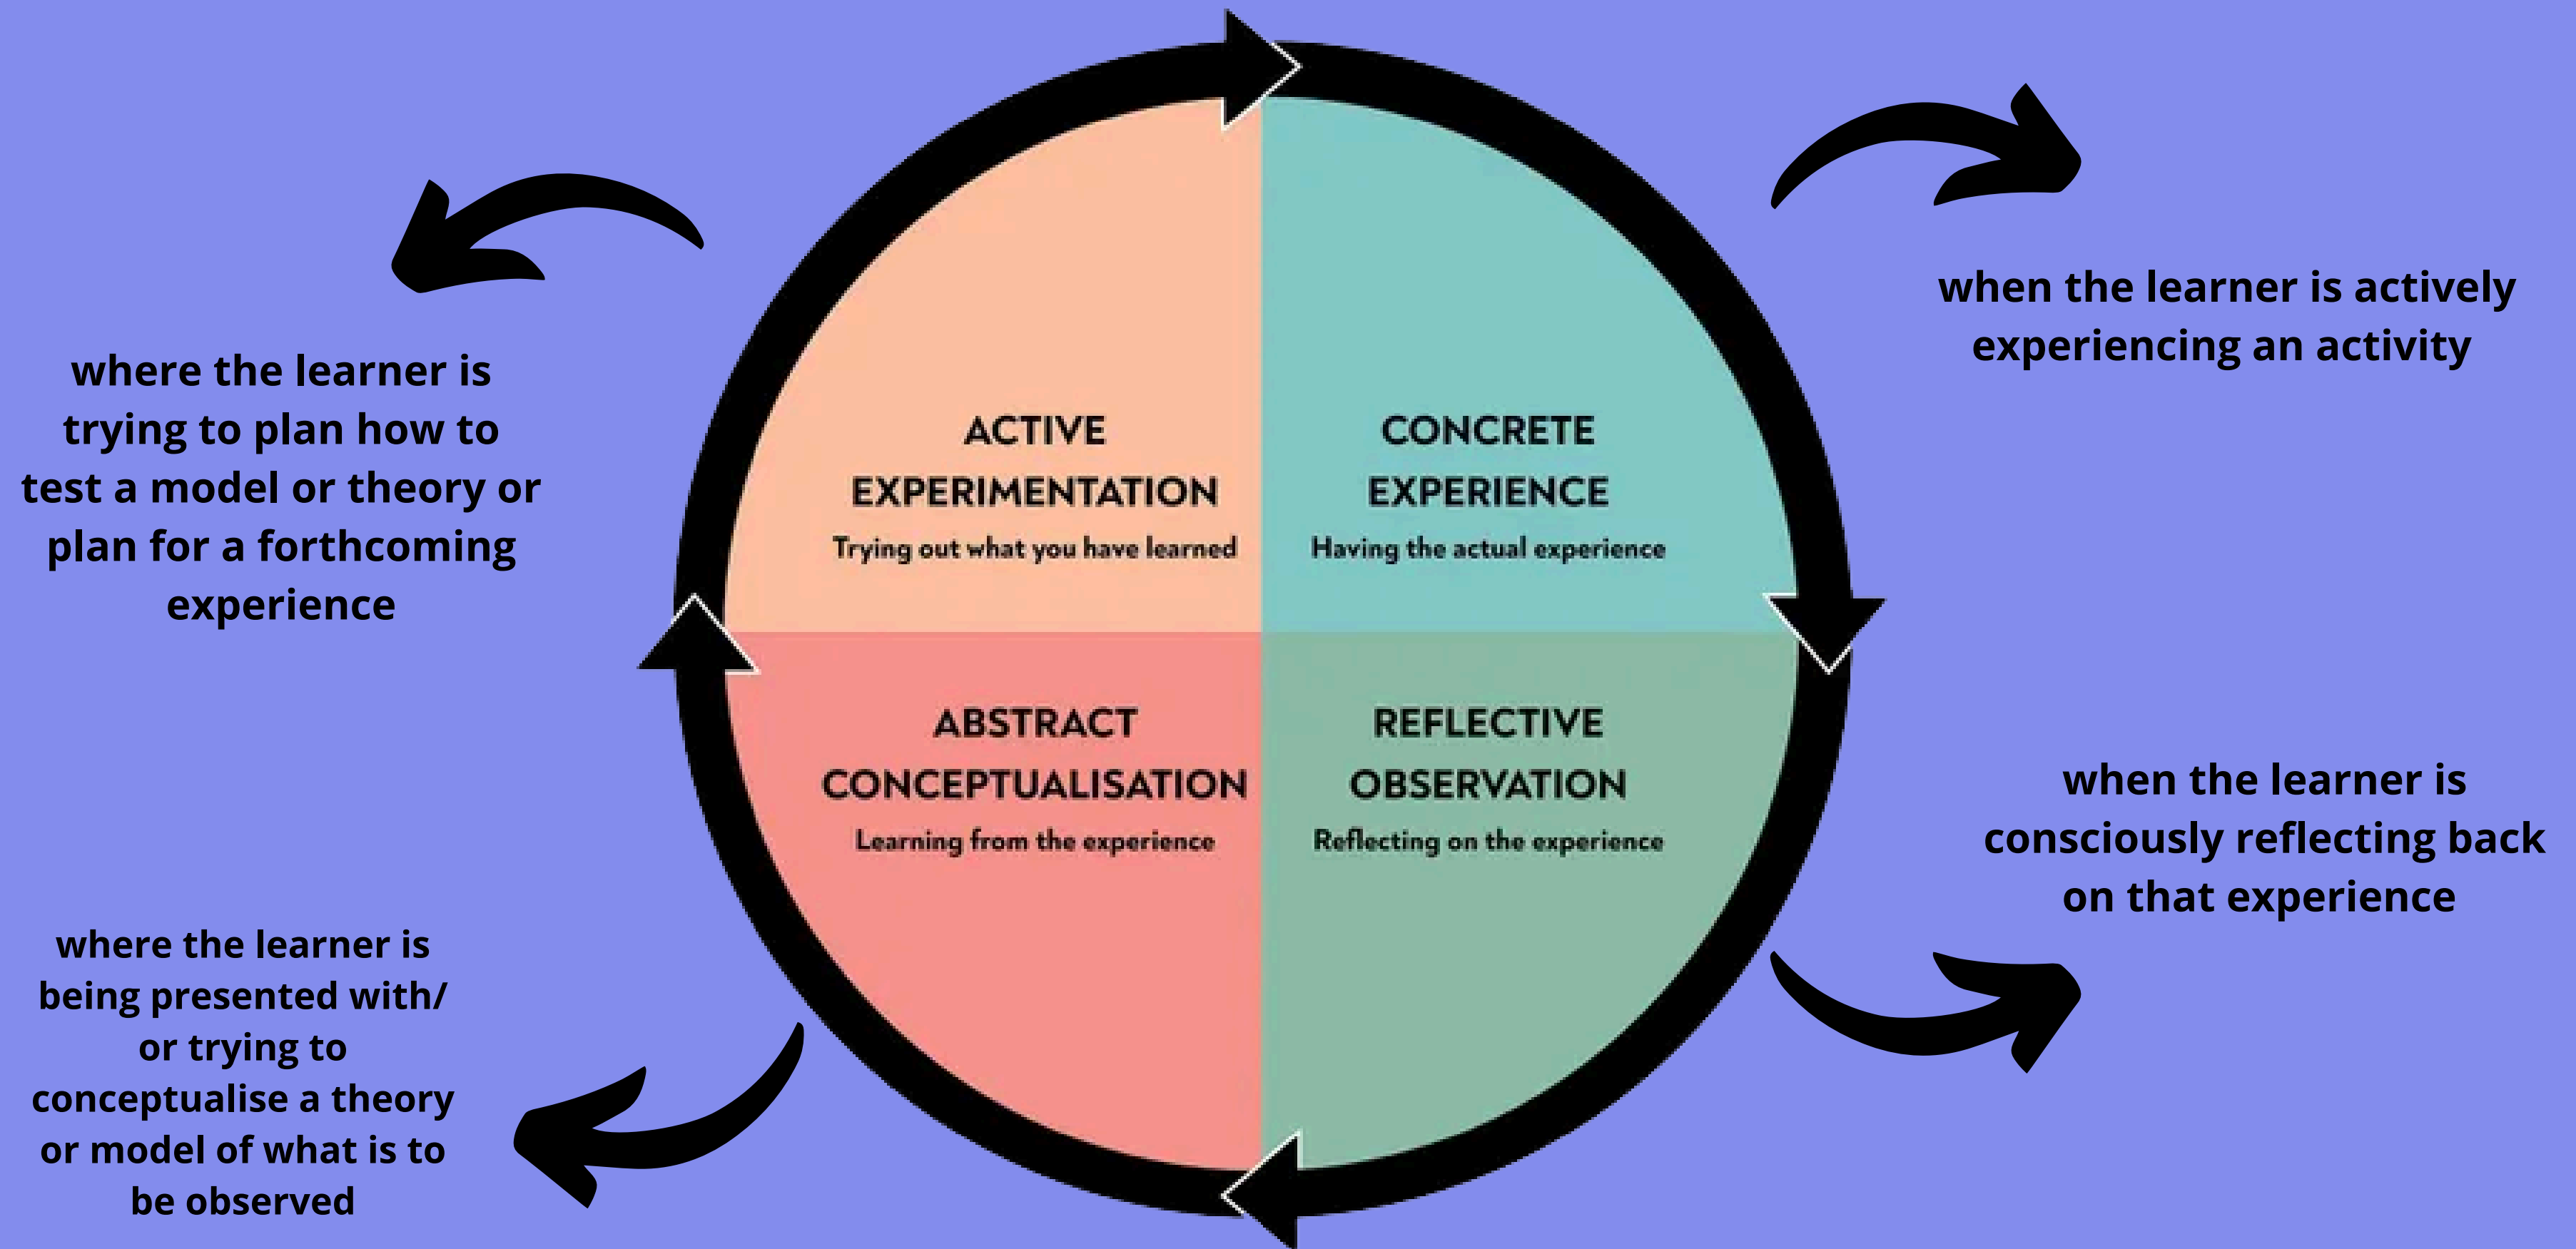 where the learner is
trying to plan how to
test a model or theory or
plan for a forthcoming
experience
ACTIVE
EXPERIMENTATION
Trying out what you have learned
CONCRETE
EXPERIENCE
Having the actual experience
when the learner is actively
experiencing an activity
where the learner is
being presented with/
or trying to
conceptualise a theory
or model of what is to
be observed
ABSTRACT
CONCEPTUALISATION
Learning from the experience
REFLECTIVE
OBSERVATION
Reflecting on the experience
when the learner is
consciously reflecting back
on that experience